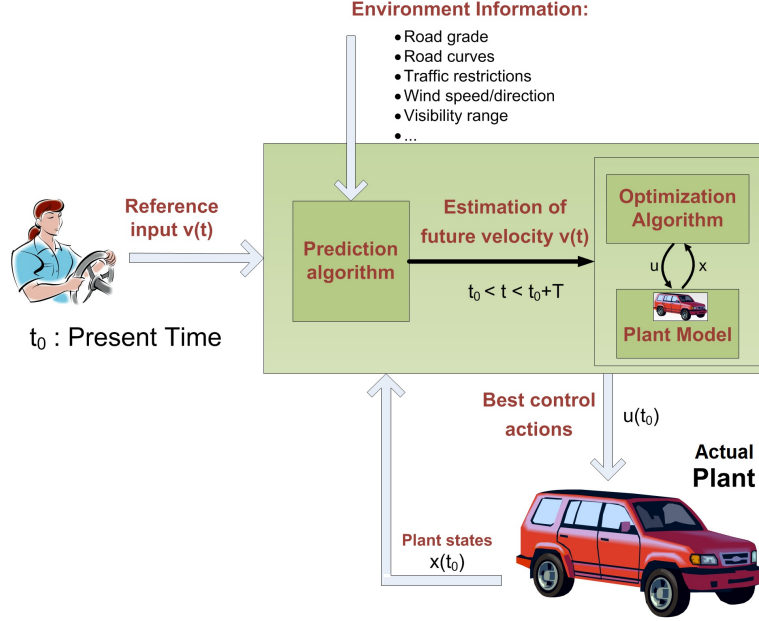 Environment Information:
•Road grade
•Road curves
•Traffic restrictions
•Wind speed/direction
•Visibility range
•...
Reference
input v(t)
t₀ : Present Time
Prediction
algorithm
Estimation of
future velocity v(t)
t₀ < t < t₀+T
Optimization
Algorithm
u
x
Plant Model
Best control
actions
u(t₀)
Actual
Plant
Plant states
x(t₀)